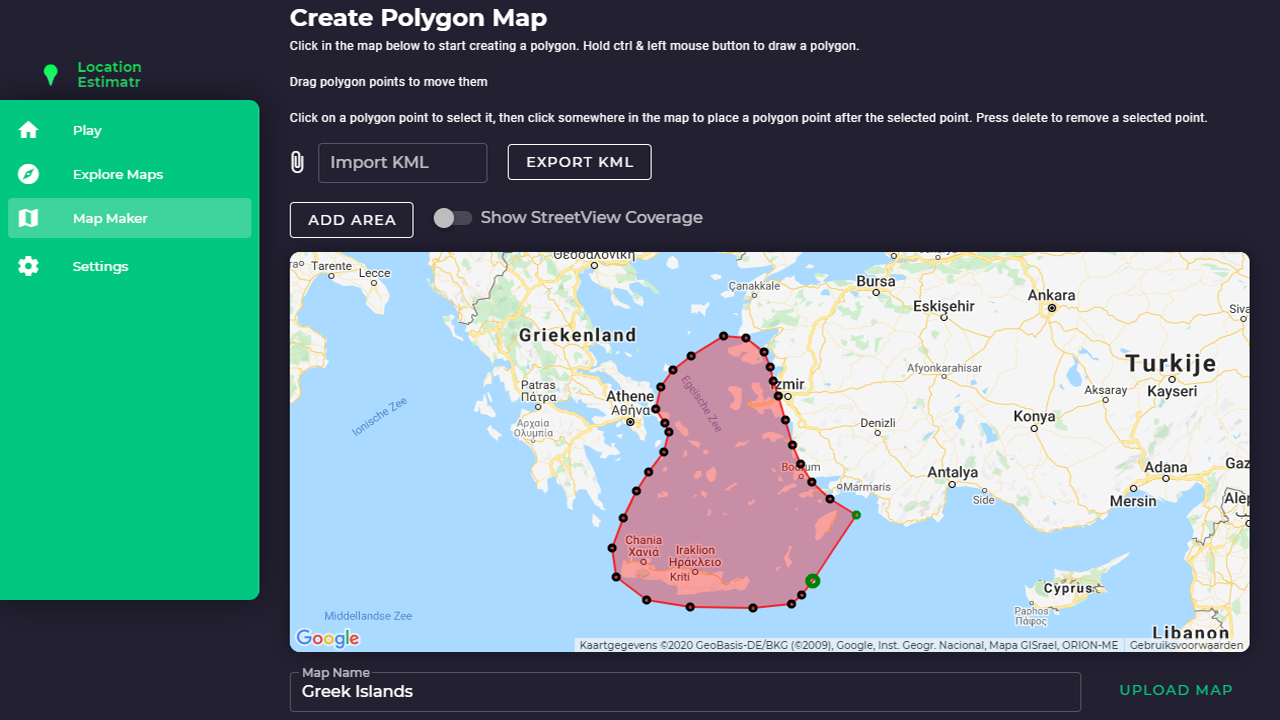 Create Polygon Map
Click in the map below to start creating a polygon. Hold ctrl & left mouse button to draw a polygon.
Location
Estimatr
Drag polygon points to move them
Click on a polygon point to select it, then click somewhere in the map to place a polygon point after the selected point. Press delete to remove a selected point.
Play
Explore Maps
Map Maker
Settings
Import KML
EXPORT KML
ADD AREA
Show StreetView Coverage
Θεσσαλονίκη
Tarente
Lecce
Çanakkale
Bursa
Eskişehir
Ankara
Griekenland
Turkije
Kayseri
Afyonkarahisar
Aksaray
Izmir
Egeïsche Zee
Patras
Πάτρα
Athene
Αθήνα
Ionische Zee
Αρχαία
Ολυμπία
Denizli
Konya
Bodrum
Marmaris
Antalya
Side
Adana
Mersin
Chania
Χανιά
Iraklion
Ηράκλειο
Kriti
Cyprus
Paphos
Πάφος
Middellandse Zee
Libanon
Google
Kaartgegevens ©2020 GeoBasis-DE/BKG (©2009), Google, Inst. Geogr. Nacional, Mapa GISrael, ORION-ME
Gebruiksvoorwaarden
Map Name
Greek Islands
UPLOAD MAP